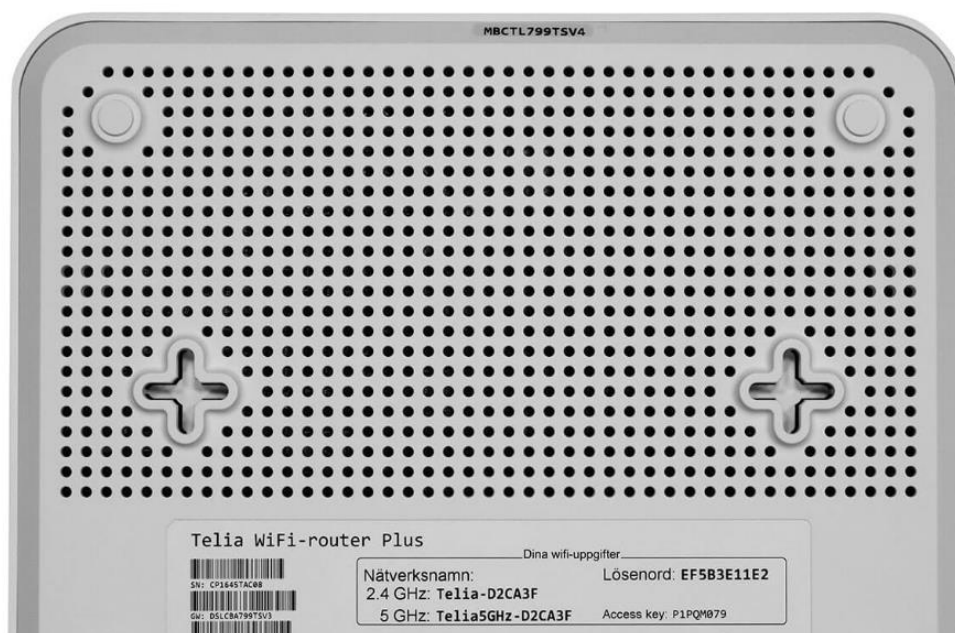 MBCTL799TSV4
Telia WiFi-router Plus
Dina wifi-uppgifter
SN: CP1645TAC08
GW: DSLCBA799TSV3
Nätverksnamn:
2.4 GHz: Telia-D2CA3F
5 GHz: Telia5GHz-D2CA3F
Lösenord: EF5B3E11E2
Access key: P1PQM079